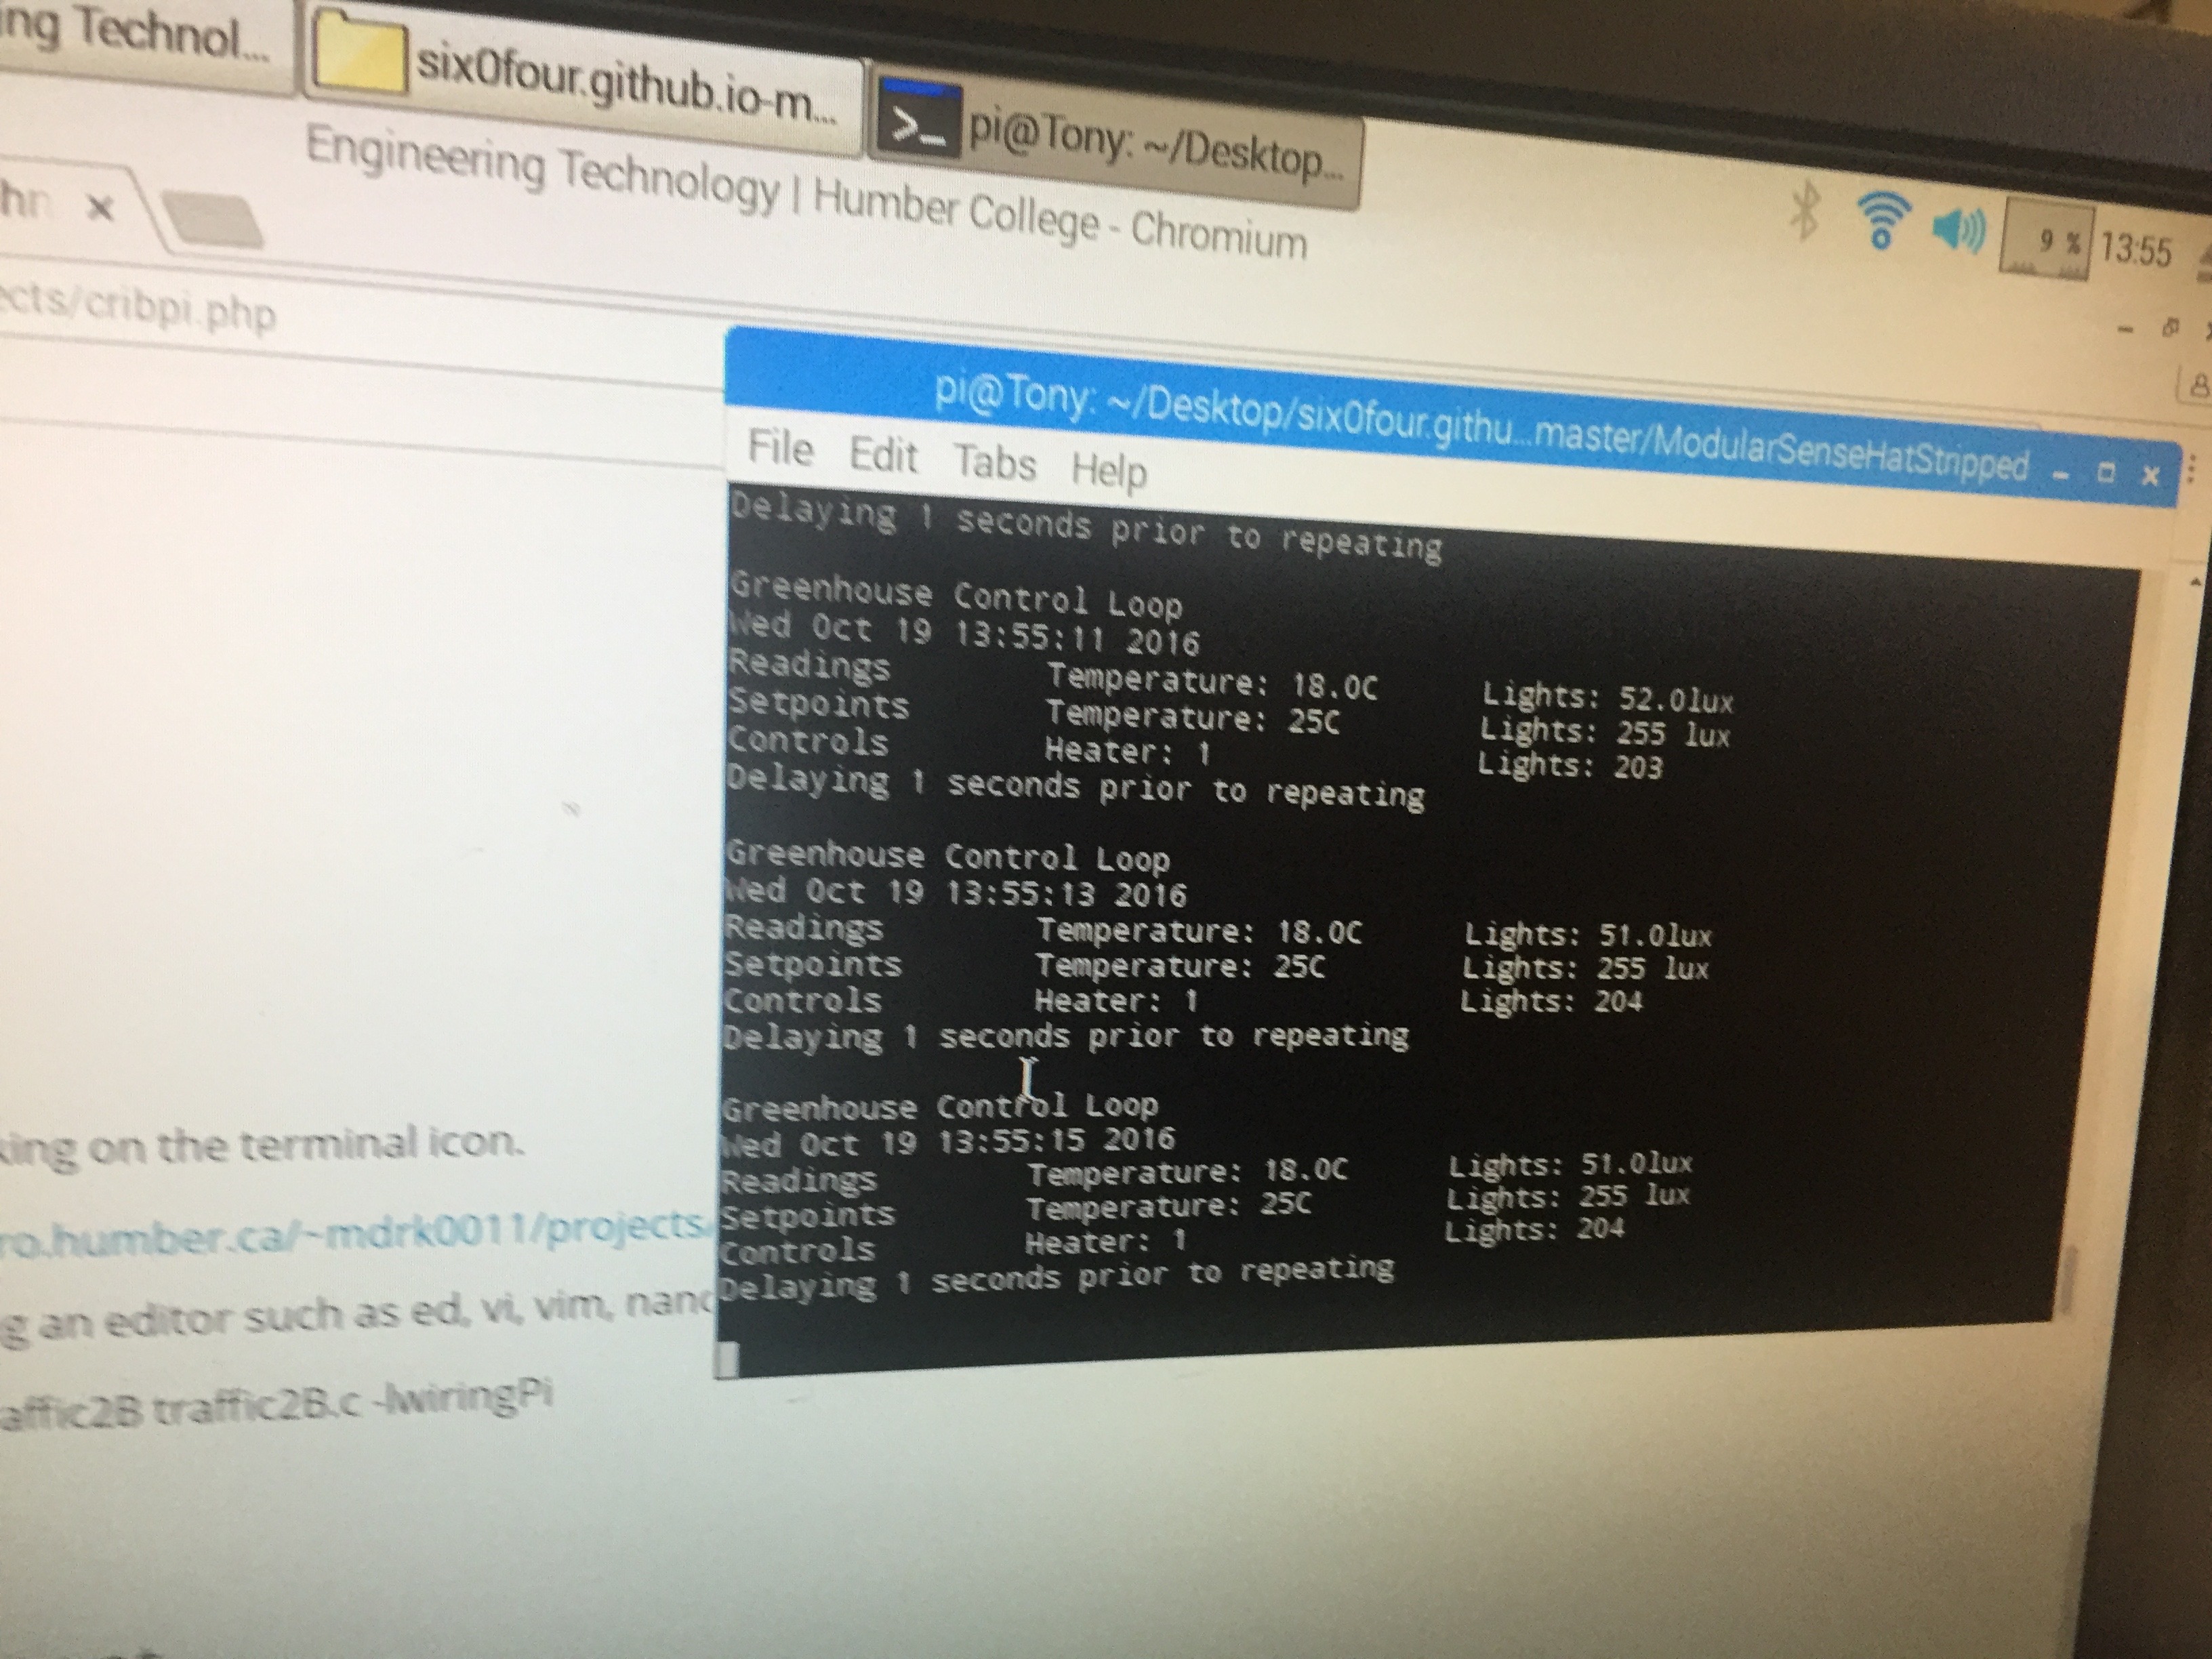 ng Technol...
six0four.github.io-m...
pi@Tony: ~/Desktop...
Engineering Technology | Humber College - Chromium
9 %
13:55
hn
ects/cribpi.php
pi@Tony: ~/Desktop/six0four.githu...master/ModularSenseHatStripped
File Edit Tabs Help
Delaying 1 seconds prior to repeating
Greenhouse Control Loop
Wed Oct 19 13:55:11 2016
Readings Temperature: 18.0C Lights: 52.0lux
Setpoints Temperature: 25C Lights: 255 lux
Controls Heater: 1 Lights: 203
Delaying 1 seconds prior to repeating
Greenhouse Control Loop
Wed Oct 19 13:55:13 2016
Readings Temperature: 18.0C Lights: 51.0lux
Setpoints Temperature: 25C Lights: 255 lux
Controls Heater: 1 Lights: 204
Delaying 1 seconds prior to repeating
Greenhouse Control Loop
Wed Oct 19 13:55:15 2016
Readings Temperature: 18.0C Lights: 51.0lux
Setpoints Temperature: 25C Lights: 255 lux
Controls Heater: 1 Lights: 204
Delaying 1 seconds prior to repeating
king on the terminal icon.
ro.humber.ca/~mdrk0011/projects
g an editor such as ed, vi, vim, nano
affic2B traffic2B.c -lwiringPi